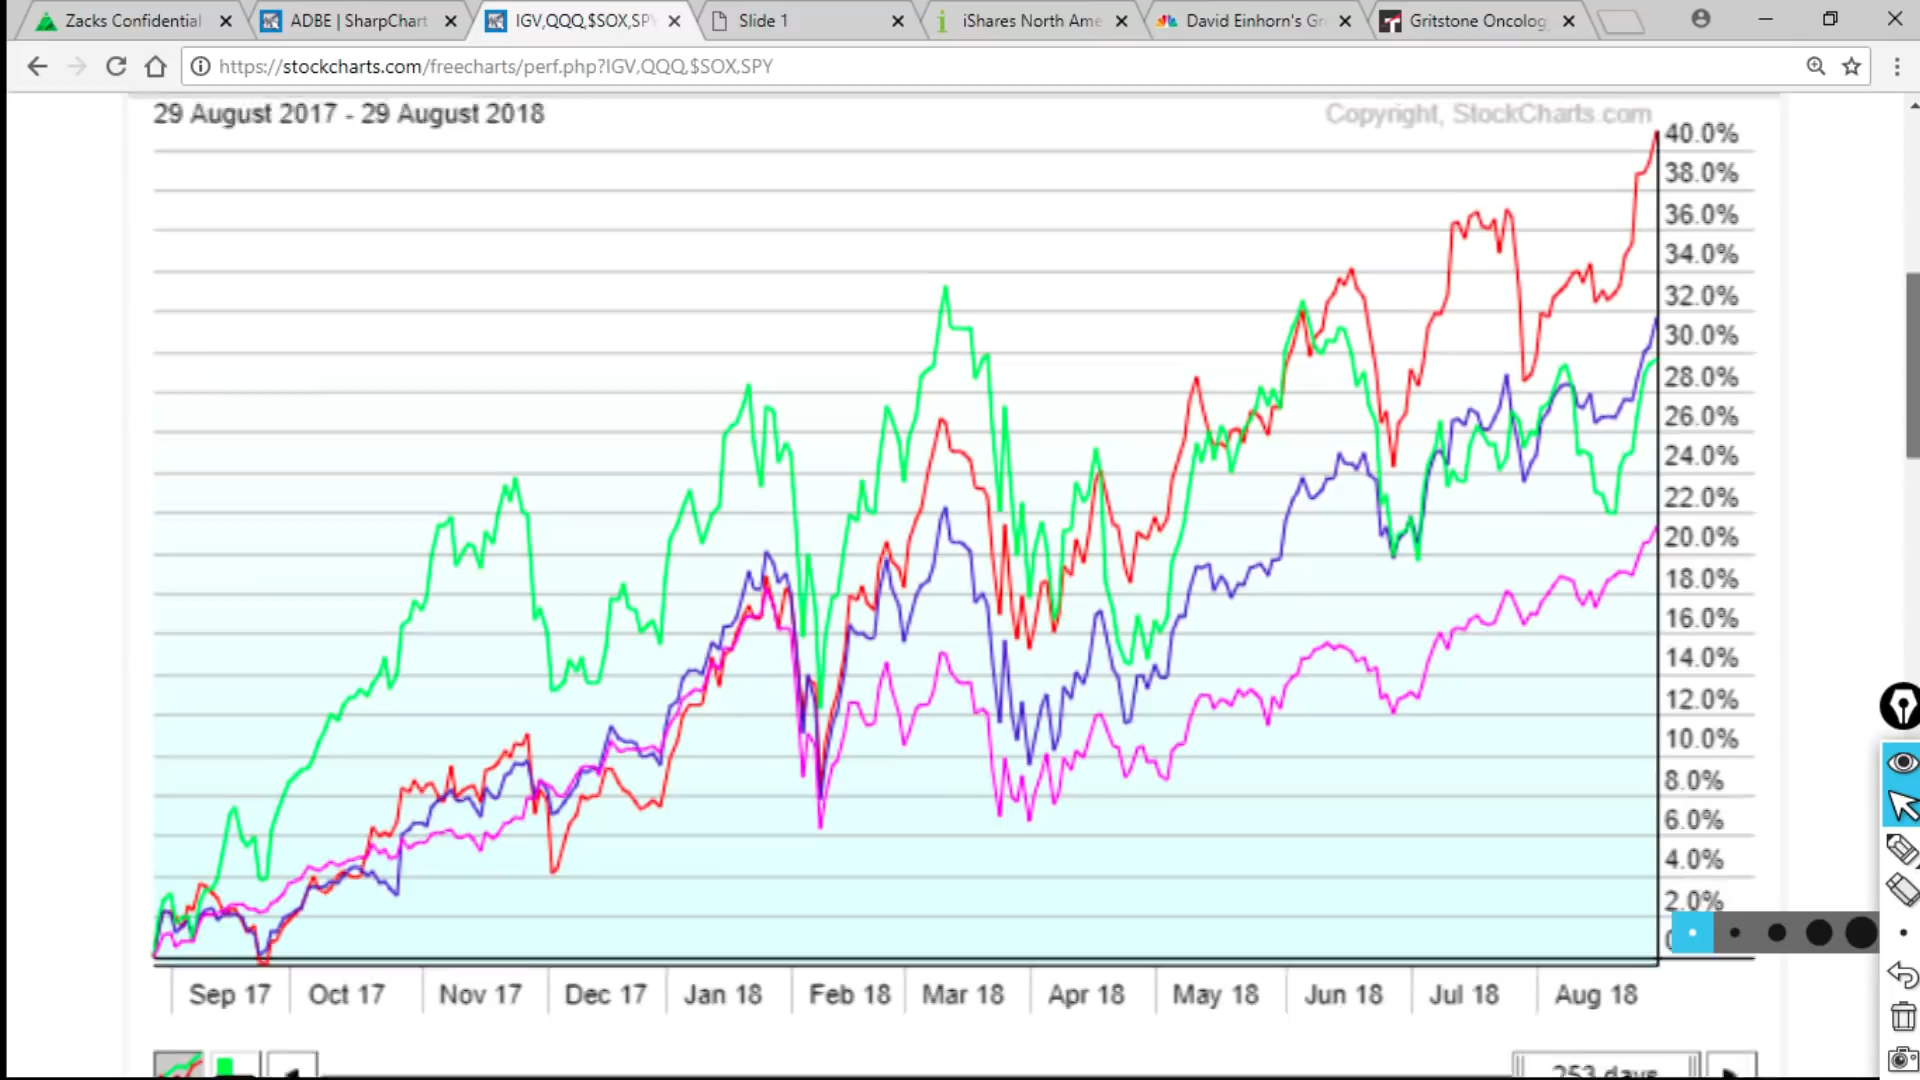 Zacks Confidential
ADBE | SharpChart
IGV,QQQ,$SOX,SPY
Slide 1
iShares North Ame
David Einhorn's Gr
Gritstone Oncolog
https://stockcharts.com/freecharts/perf.php?IGV,QQQ,$SOX,SPY
29 August 2017 - 29 August 2018
Copyright, StockCharts.com
40.0%
38.0%
36.0%
34.0%
32.0%
30.0%
28.0%
26.0%
24.0%
22.0%
20.0%
18.0%
16.0%
14.0%
12.0%
10.0%
8.0%
6.0%
4.0%
2.0%
Sep 17 Oct 17 Nov 17 Dec 17 Jan 18 Feb 18 Mar 18 Apr 18 May 18 Jun 18 Jul 18 Aug 18
253 days